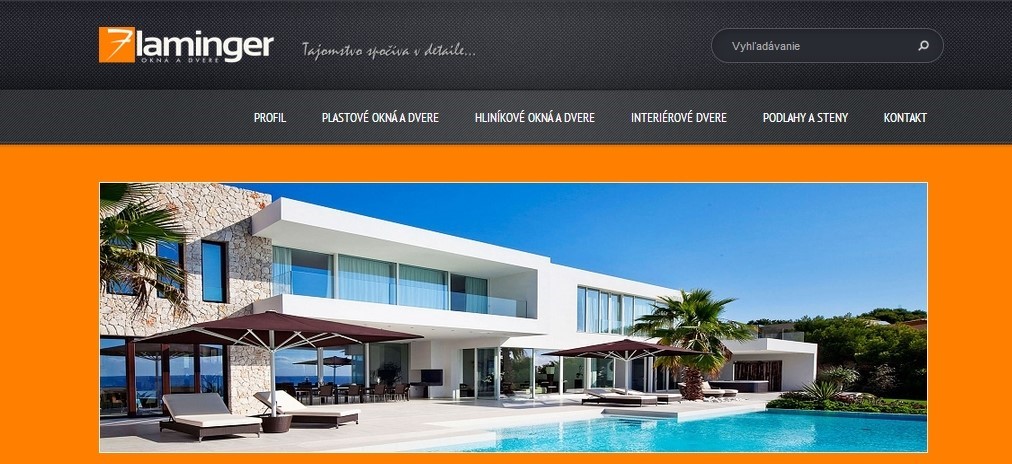 Flaminger
OKNÁ A DVERE
Tajomstvo spočíva v detaile...
Vyhľadávanie
PROFIL PLASTOVÉ OKNÁ A DVERE HLINÍKOVÉ OKNÁ A DVERE INTERIÉROVÉ DVERE PODLAHY A STENY KONTAKT